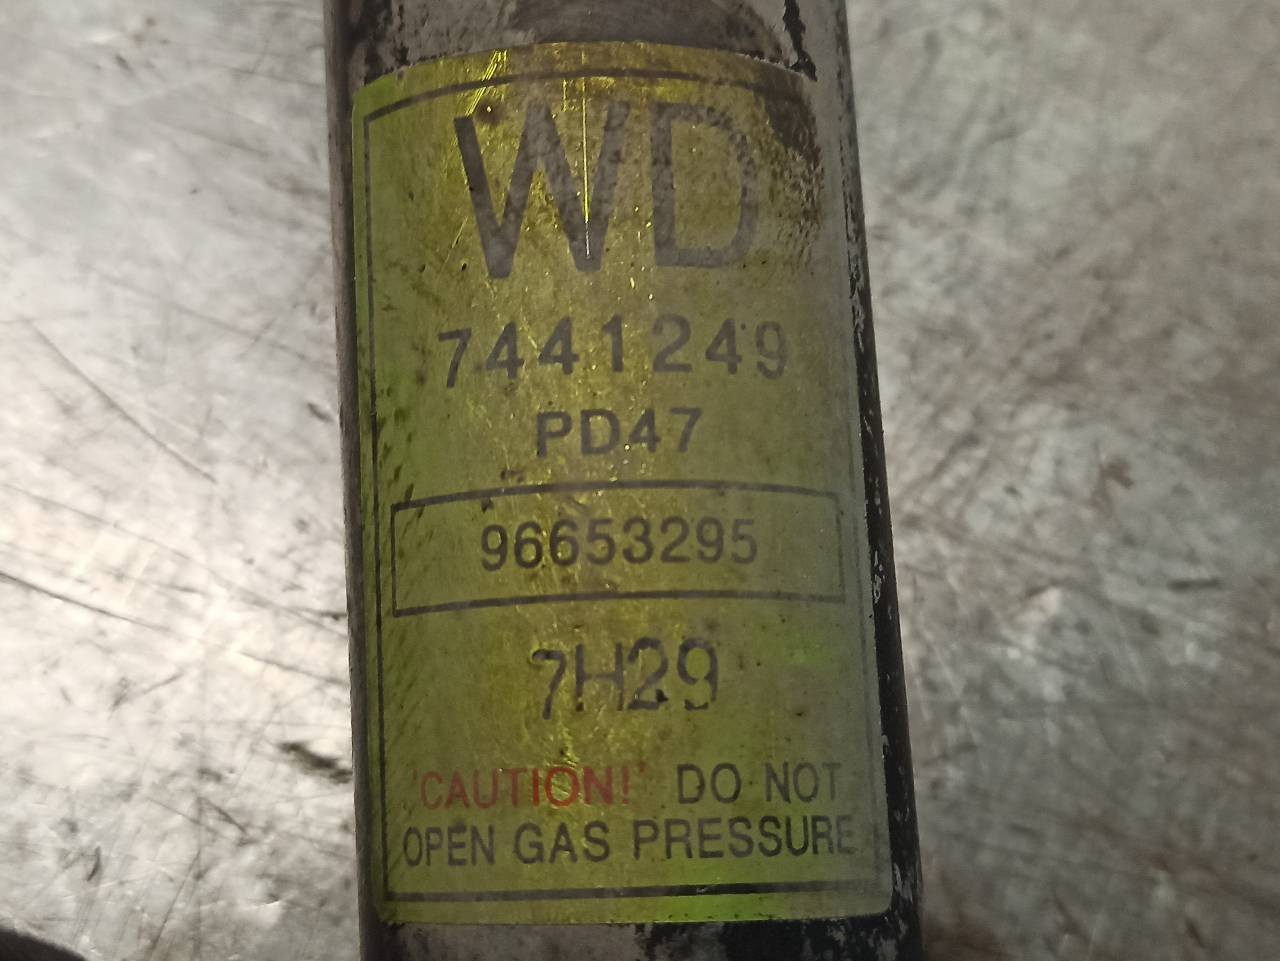 WD
7441249
PD47
96653295
7H29
'CAUTION!' DO NOT
OPEN GAS PRESSURE